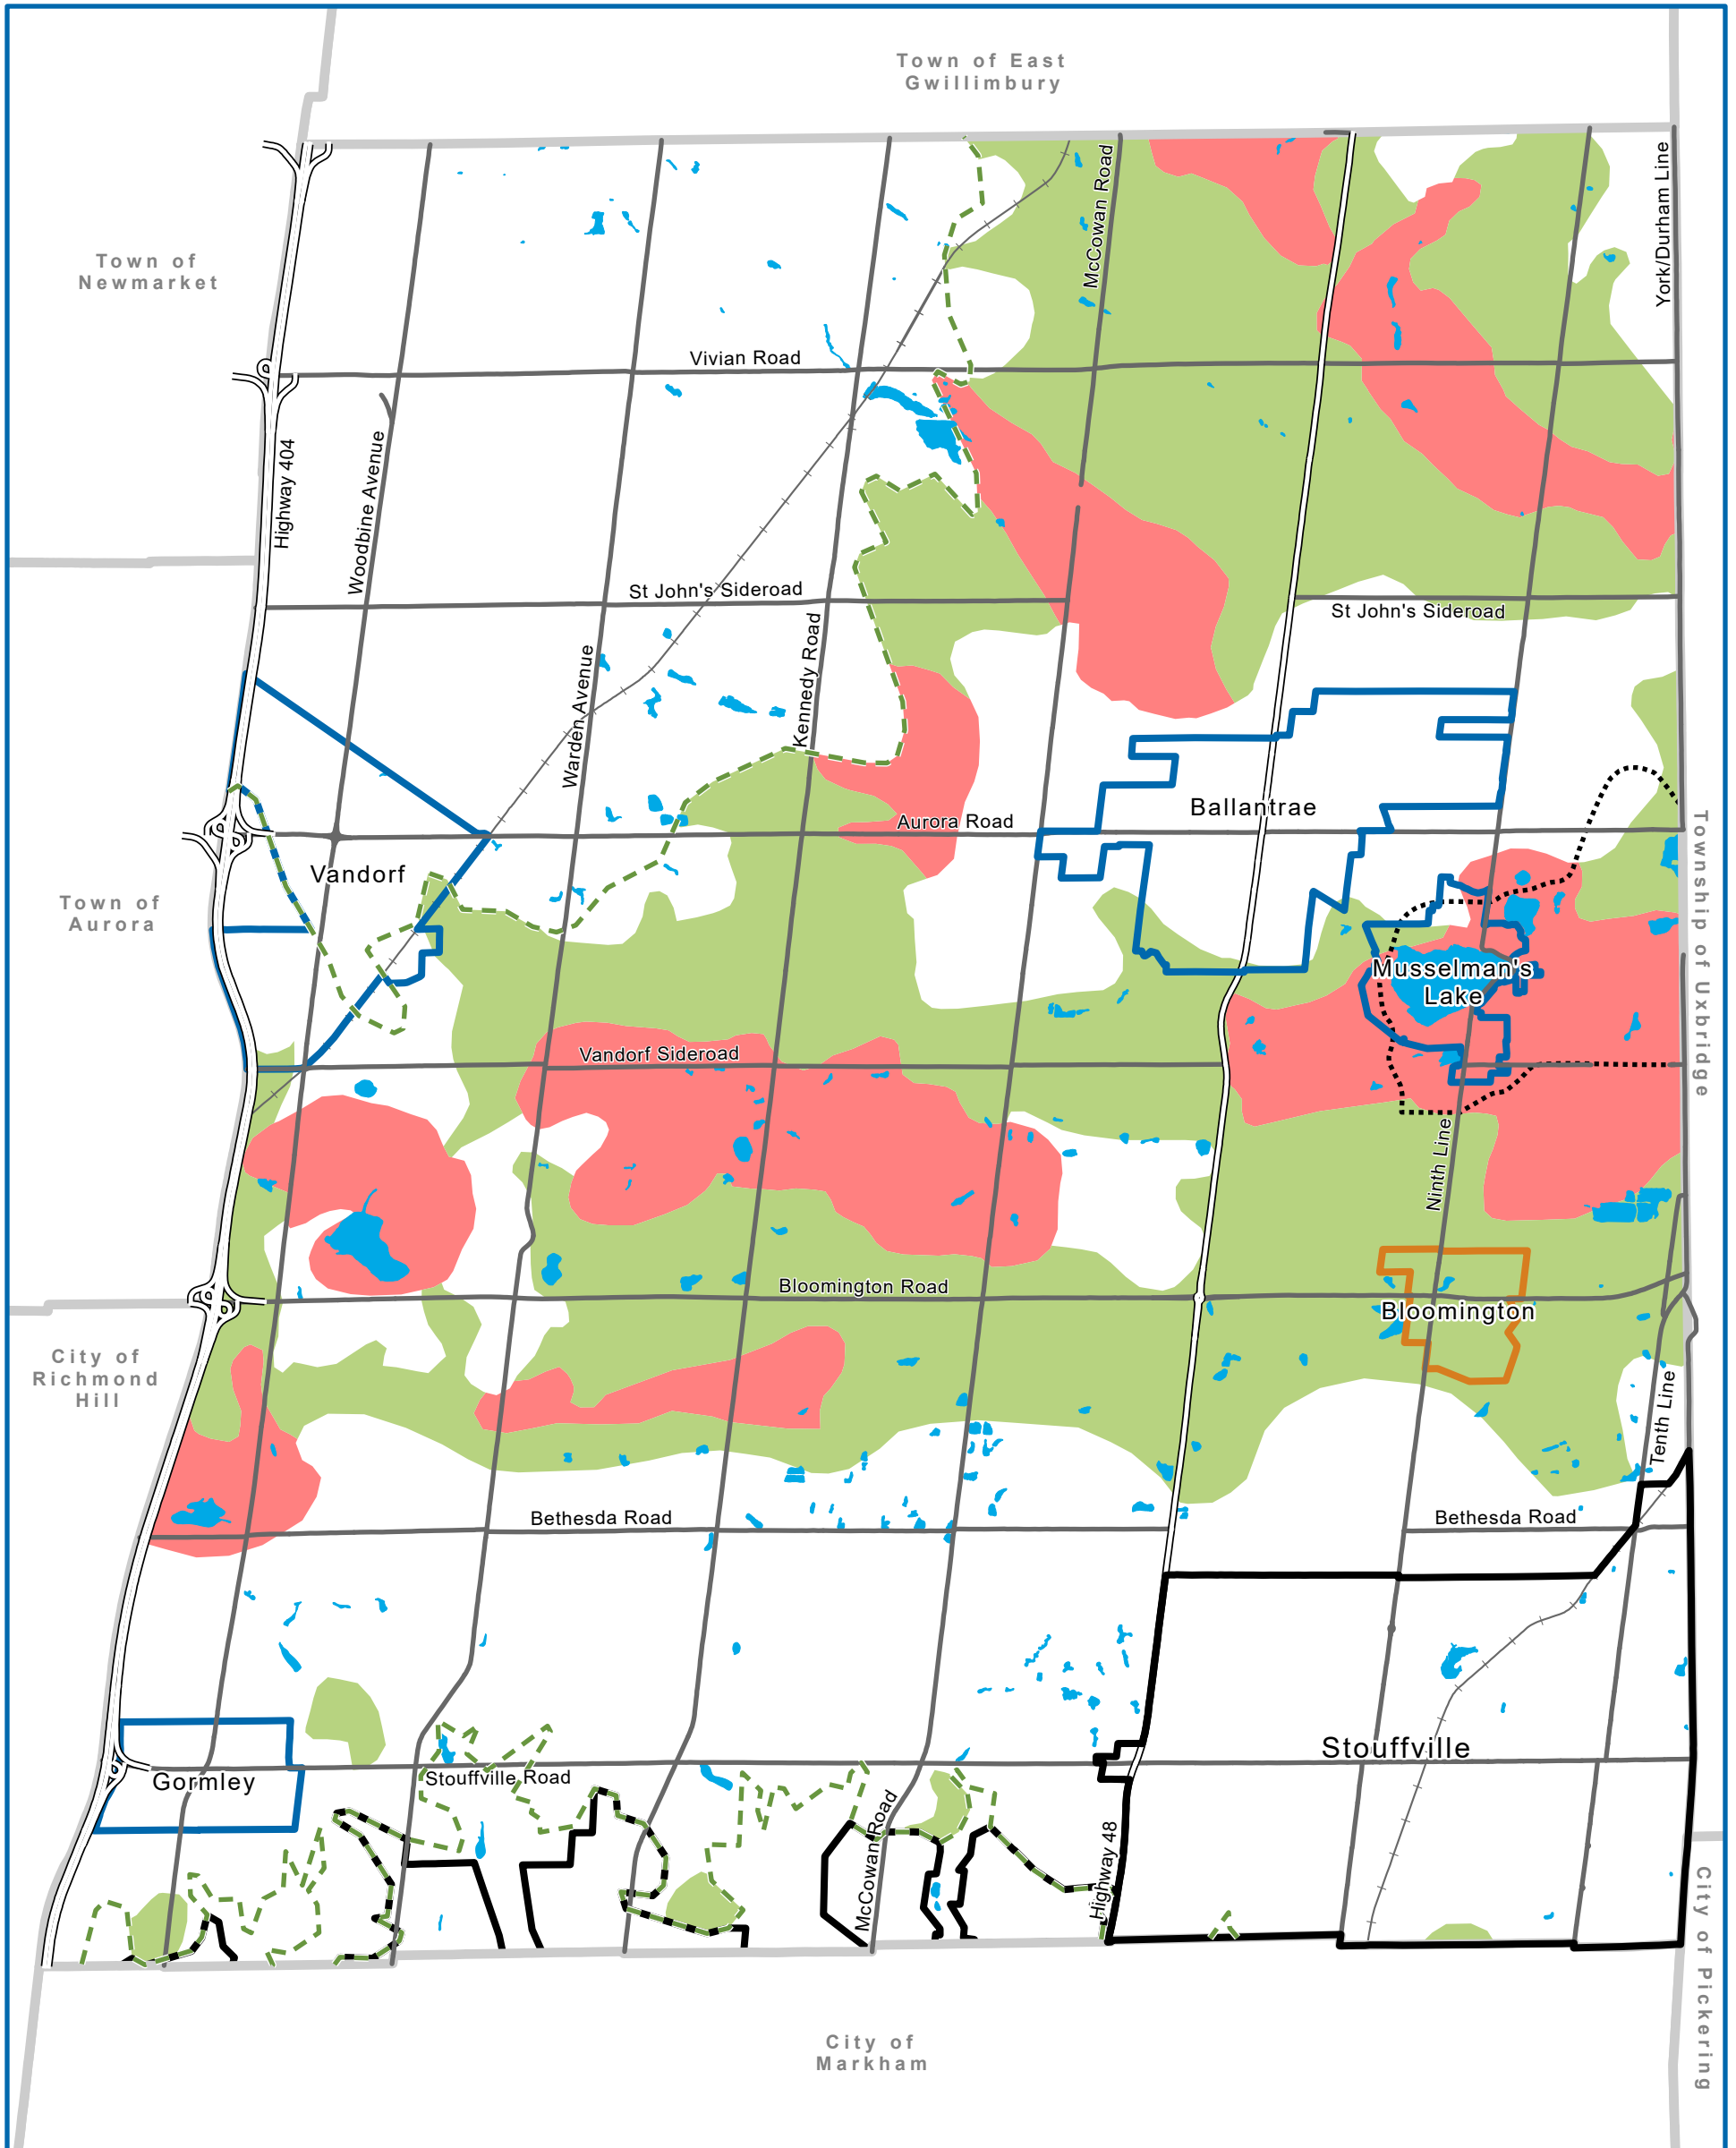 Town of East
Gwillimbury
McCowan Road
York/Durham Line
Town of
Newmarket
Vivian Road
Highway 404
Woodbine Avenue
St John's Sideroad
St John's Sideroad
Kennedy Road
Warden Avenue
Ballantrae
Aurora Road
Vandorf
Town of
Aurora
Township of Uxbridge
Musselman's
Lake
Vandorf Sideroad
Ninth Line
Bloomington Road
Bloomington
City of
Richmond
Hill
Tenth Line
Bethesda Road
Bethesda Road
Stouffville
Gormley
Stouffville Road
McCowan Road
Highway 48
City of Pickering
City of
Markham